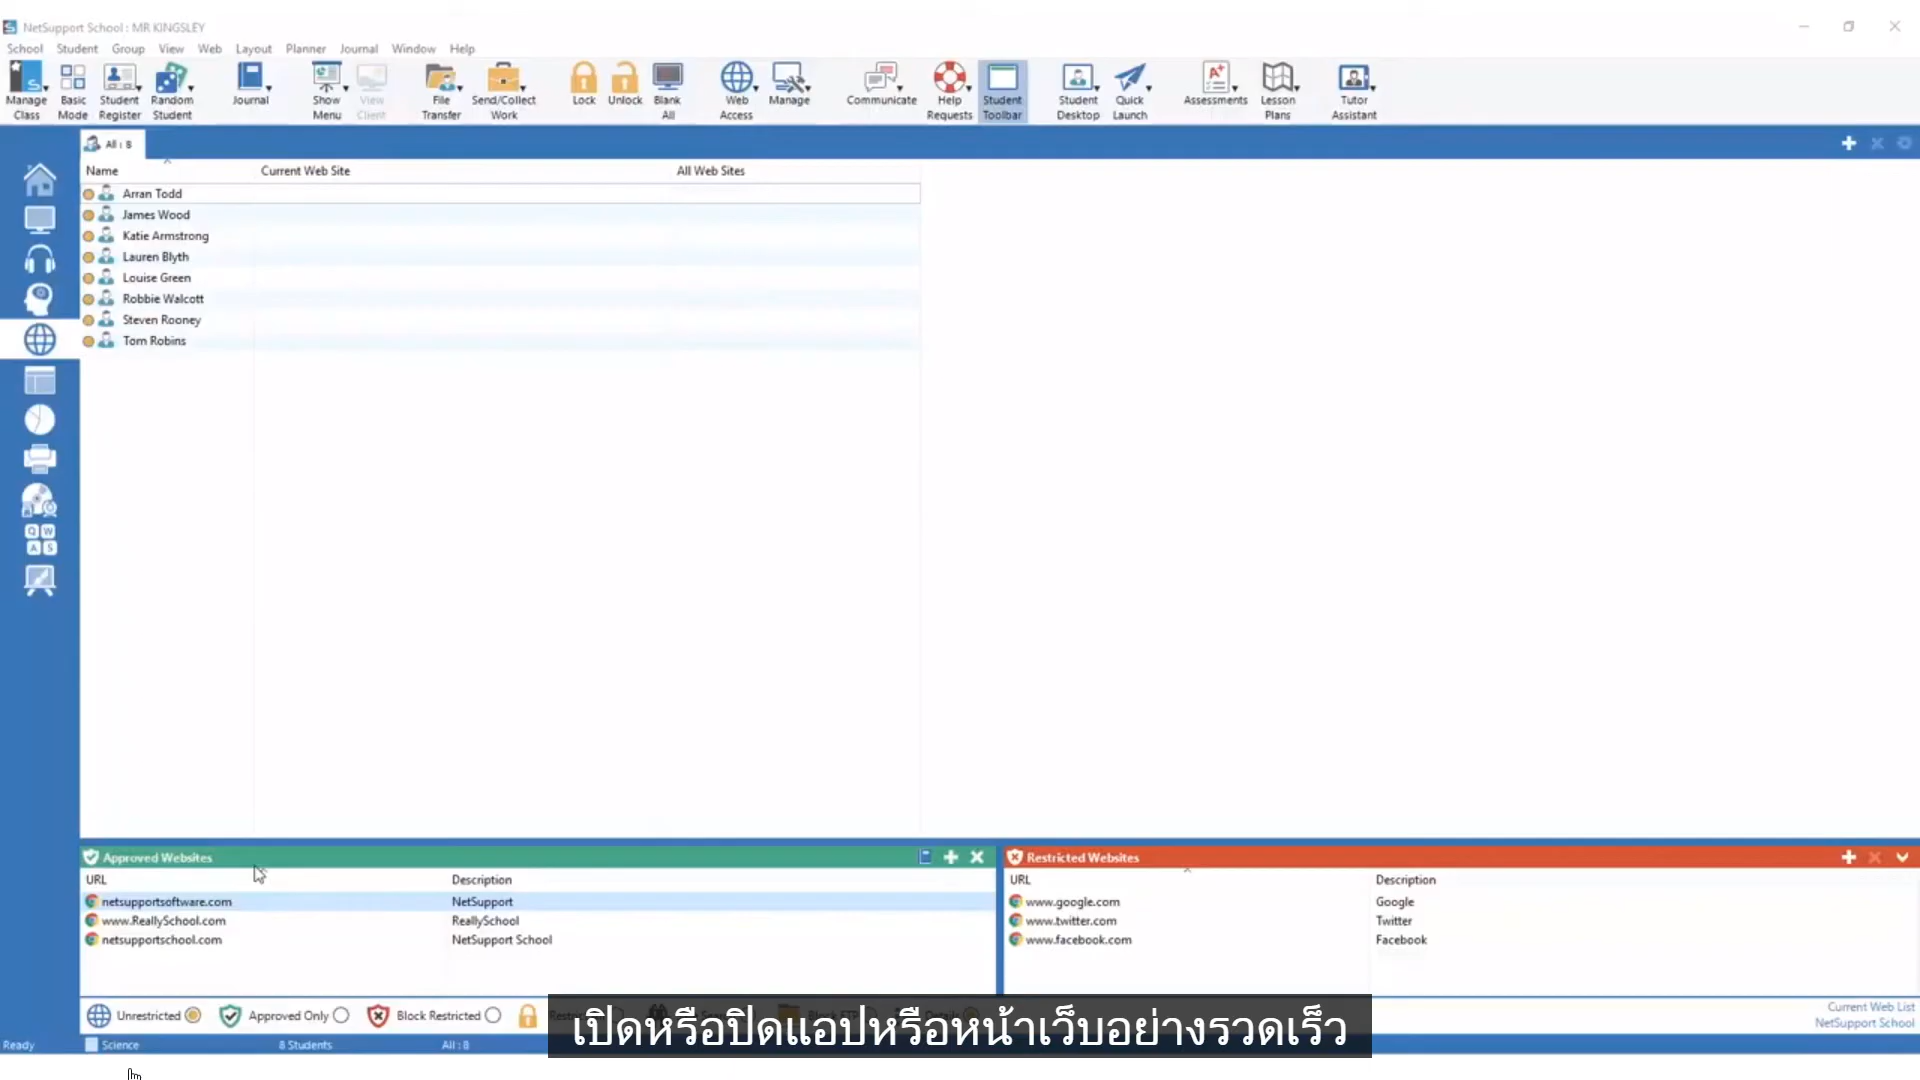 NetSupport School : MR KINGSLEY
School Student Group View Web Layout Planner Journal Window Help
Manage Class
Basic Mode
Student Register
Random Student
Journal
Show Menu
View Client
File Transfer
Send/Collect Work
Lock
Unlock
Blank All
Web Access
Manage
Communicate
Help Requests
Student Toolbar
Student Desktop
Quick Launch
Assessments
Lesson Plans
Tutor Assistant
All : 8
Name Current Web Site All Web Sites
Arran Todd
James Wood
Katie Armstrong
Lauren Blyth
Louise Green
Robbie Walcott
Steven Rooney
Tom Robins
Q W
A S
Approved Websites
URL Description
netsupportsoftware.com NetSupport
www.ReallySchool.com ReallySchool
netsupportschool.com NetSupport School
Restricted Websites
URL Description
www.google.com Google
www.twitter.com Twitter
www.facebook.com Facebook
Unrestricted Approved Only Block Restricted
Current Web List
NetSupport School
เปิดหรือปิดแอปหรือหน้าเว็บอย่างรวดเร็ว
Ready Science 8 Students All : 8